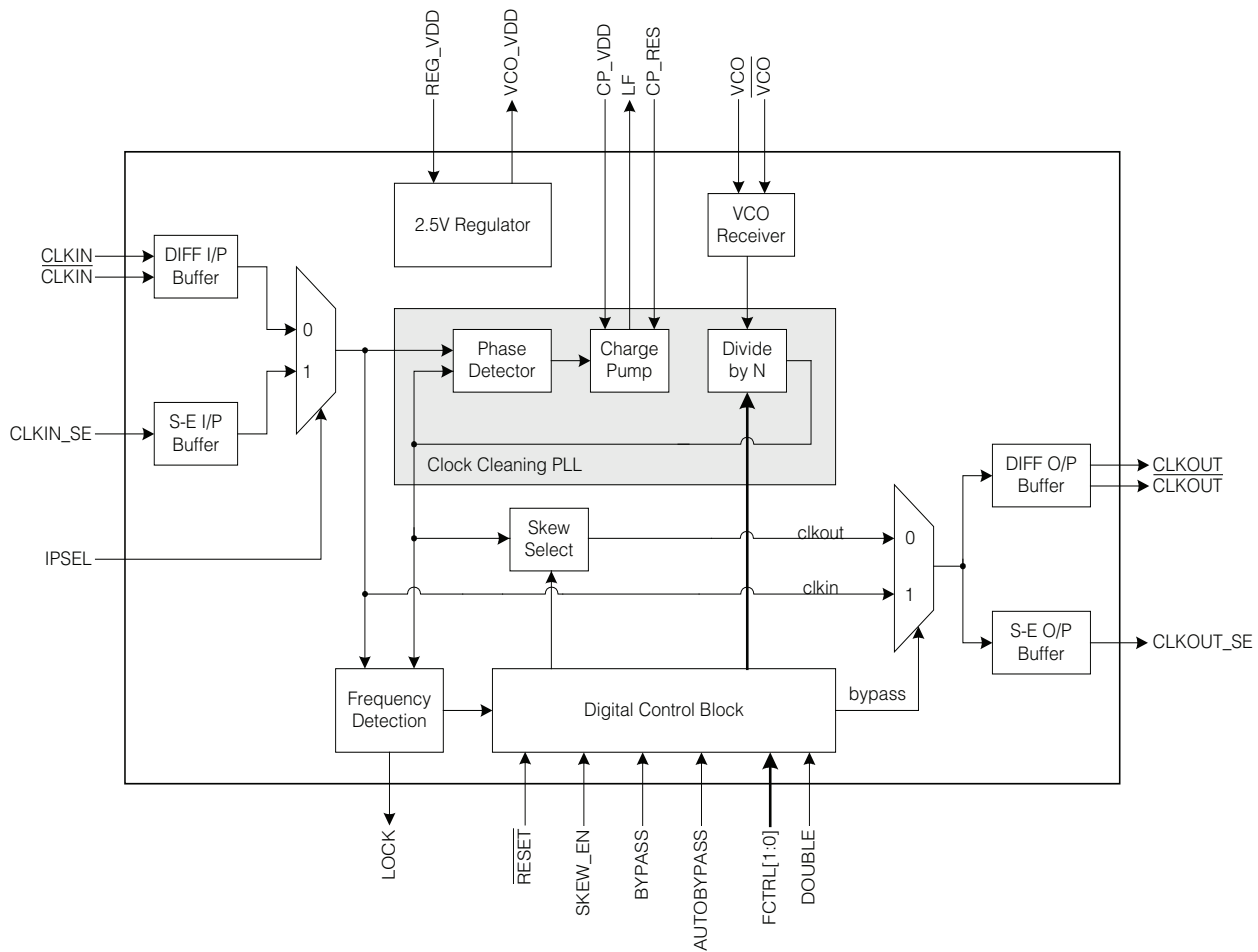 REG_VDD
VCO_VDD
CP_VDD
LF
CP_RES
VCO
VCO
2.5V Regulator
VCO
Receiver
CLKIN
CLKIN
DIFF I/P
Buffer
0
1
Phase
Detector
Charge
Pump
Divide
by N
S-E I/P
Buffer
CLKIN_SE
Clock Cleaning PLL
DIFF O/P
Buffer
CLKOUT
CLKOUT
IPSEL
Skew
Select
clkout
0
clkin
1
S-E O/P
Buffer
CLKOUT_SE
Frequency
Detection
Digital Control Block
bypass
LOCK
RESET
SKEW_EN
BYPASS
AUTOBYPASS
FCTRL[1:0]
DOUBLE